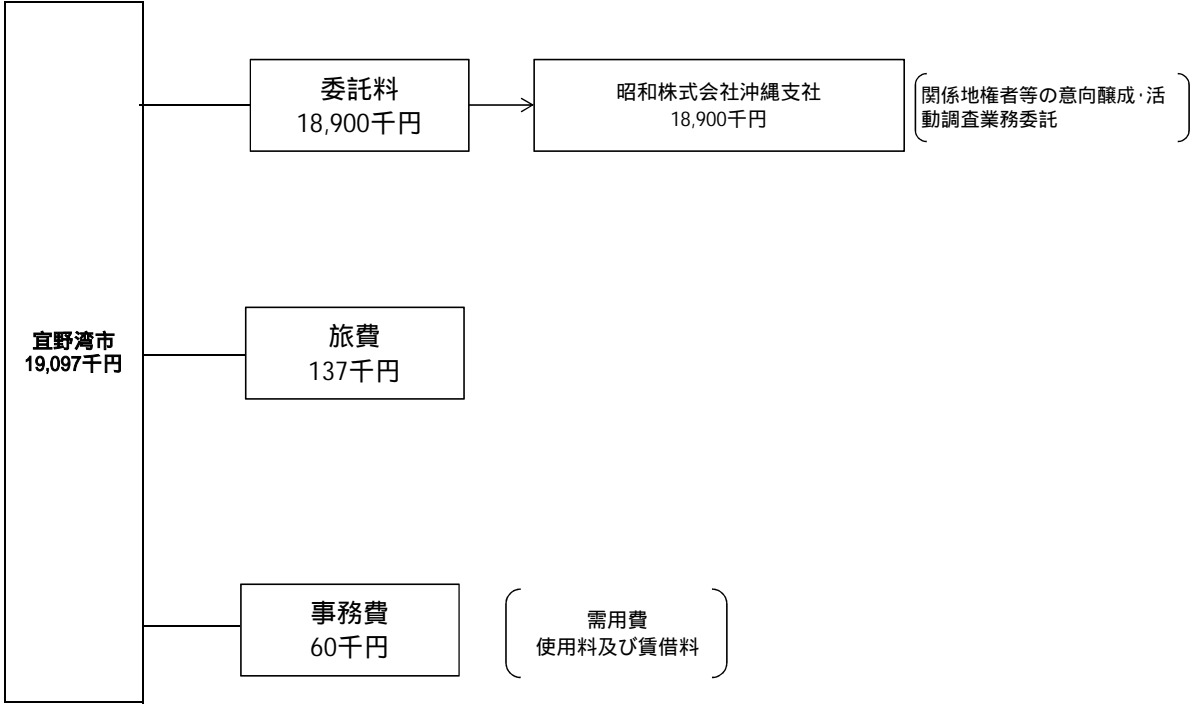 委託料
18,900千円
昭和株式会社沖縄支社
18,900千円
関係地権者等の意向醸成・活
動調査業務委託
宜野湾市
19,097千円
旅費
137千円
事務費
60千円
需用費
使用料及び賃借料